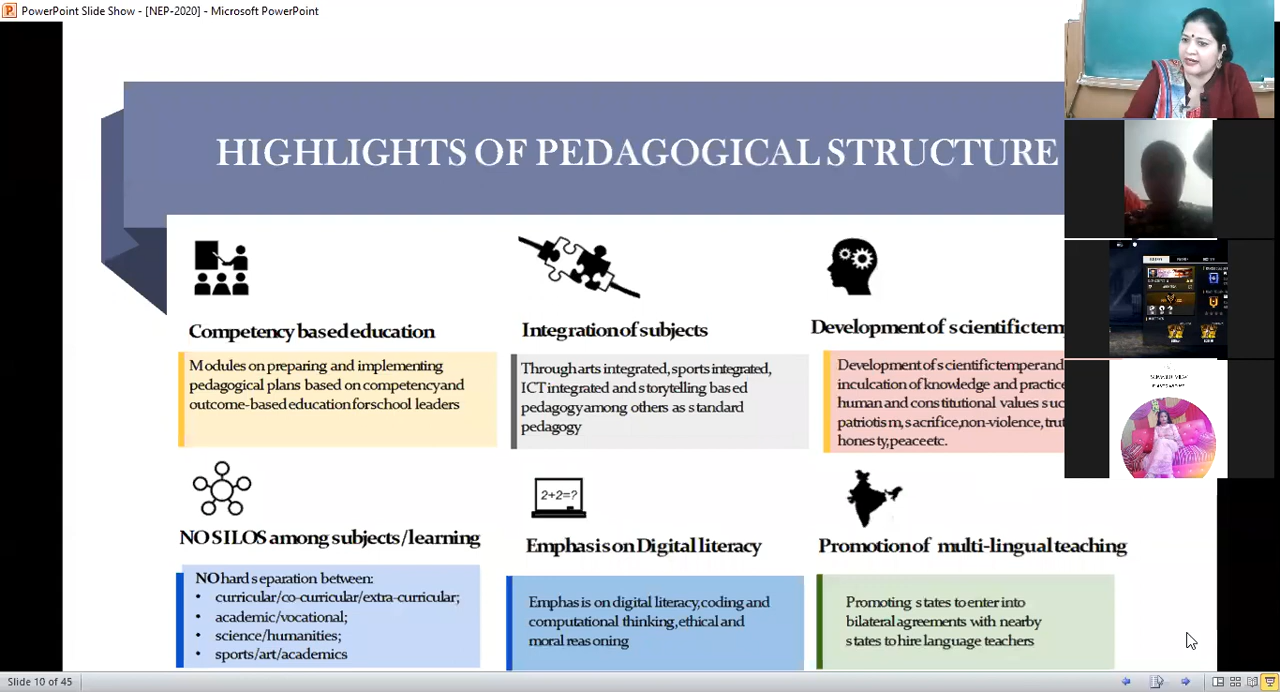 PowerPoint Slide Show - [NEP-2020] - Microsoft PowerPoint
HIGHLIGHTS OF PEDAGOGICAL STRUCTURE
Competency based education
Modules on preparing and implementing
pedagogical plans based on competency and
outcome-based education for school leaders
Integration of subjects
Through arts integrated, sports integrated,
ICT integrated and storytelling based
pedagogy among others as standard
pedagogy
Development of scientific tem
Development of scientific temper and
inculcation of knowledge and practice
human and constitutional values suc
patriotism, sacrifice, non-violence, trut
honesty, peace etc.
NO SILOS among subjects/learning
NO hard separation between:
• curricular/co-curricular/extra-curricular;
• academic/vocational;
• science/humanities;
• sports/art/academics
2+2=?
Emphasis on Digital literacy
Emphasis on digital literacy, coding and
computational thinking, ethical and
moral reasoning
Promotion of multi-lingual teaching
Promoting states to enter into
bilateral agreements with nearby
states to hire language teachers
Slide 10 of 45